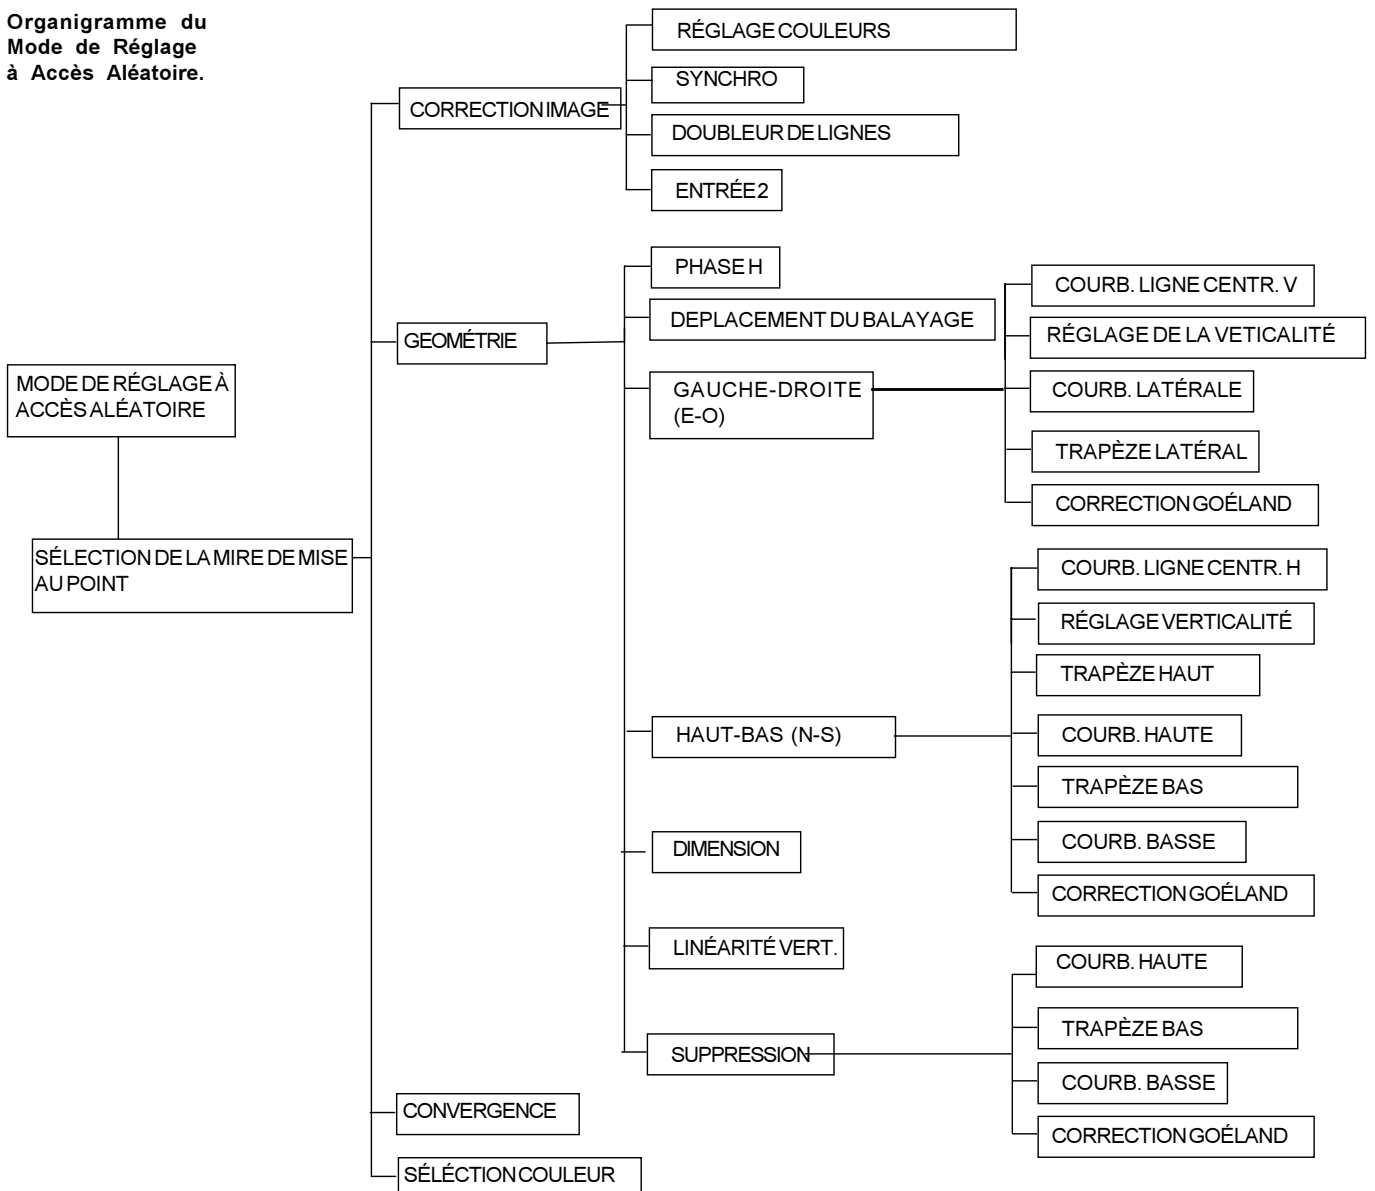 Organigramme du
Mode de Réglage
à Accès Aléatoire.
MODE DE RÉGLAGE À
ACCÈS ALÉATOIRE
SÉLECTION DE LA MIRE DE MISE
AU POINT
CORRECTION IMAGE
RÉGLAGE COULEURS
SYNCHRO
DOUBLEUR DE LIGNES
ENTRÉE 2
GEOMÉTRIE
PHASE H
DEPLACEMENT DU BALAYAGE
GAUCHE-DROITE
(E-O)
COURB. LIGNE CENTR. V
RÉGLAGE DE LA VETICALITÉ
COURB. LATÉRALE
TRAPÈZE LATÉRAL
CORRECTION GOÉLAND
HAUT-BAS (N-S)
COURB. LIGNE CENTR. H
RÉGLAGE VERTICALITÉ
TRAPÈZE HAUT
COURB. HAUTE
TRAPÈZE BAS
COURB. BASSE
CORRECTION GOÉLAND
DIMENSION
LINÉARITÉ VERT.
SUPPRESSION
COURB. HAUTE
TRAPÈZE BAS
COURB. BASSE
CORRECTION GOÉLAND
CONVERGENCE
SÉLÉCTION COULEUR